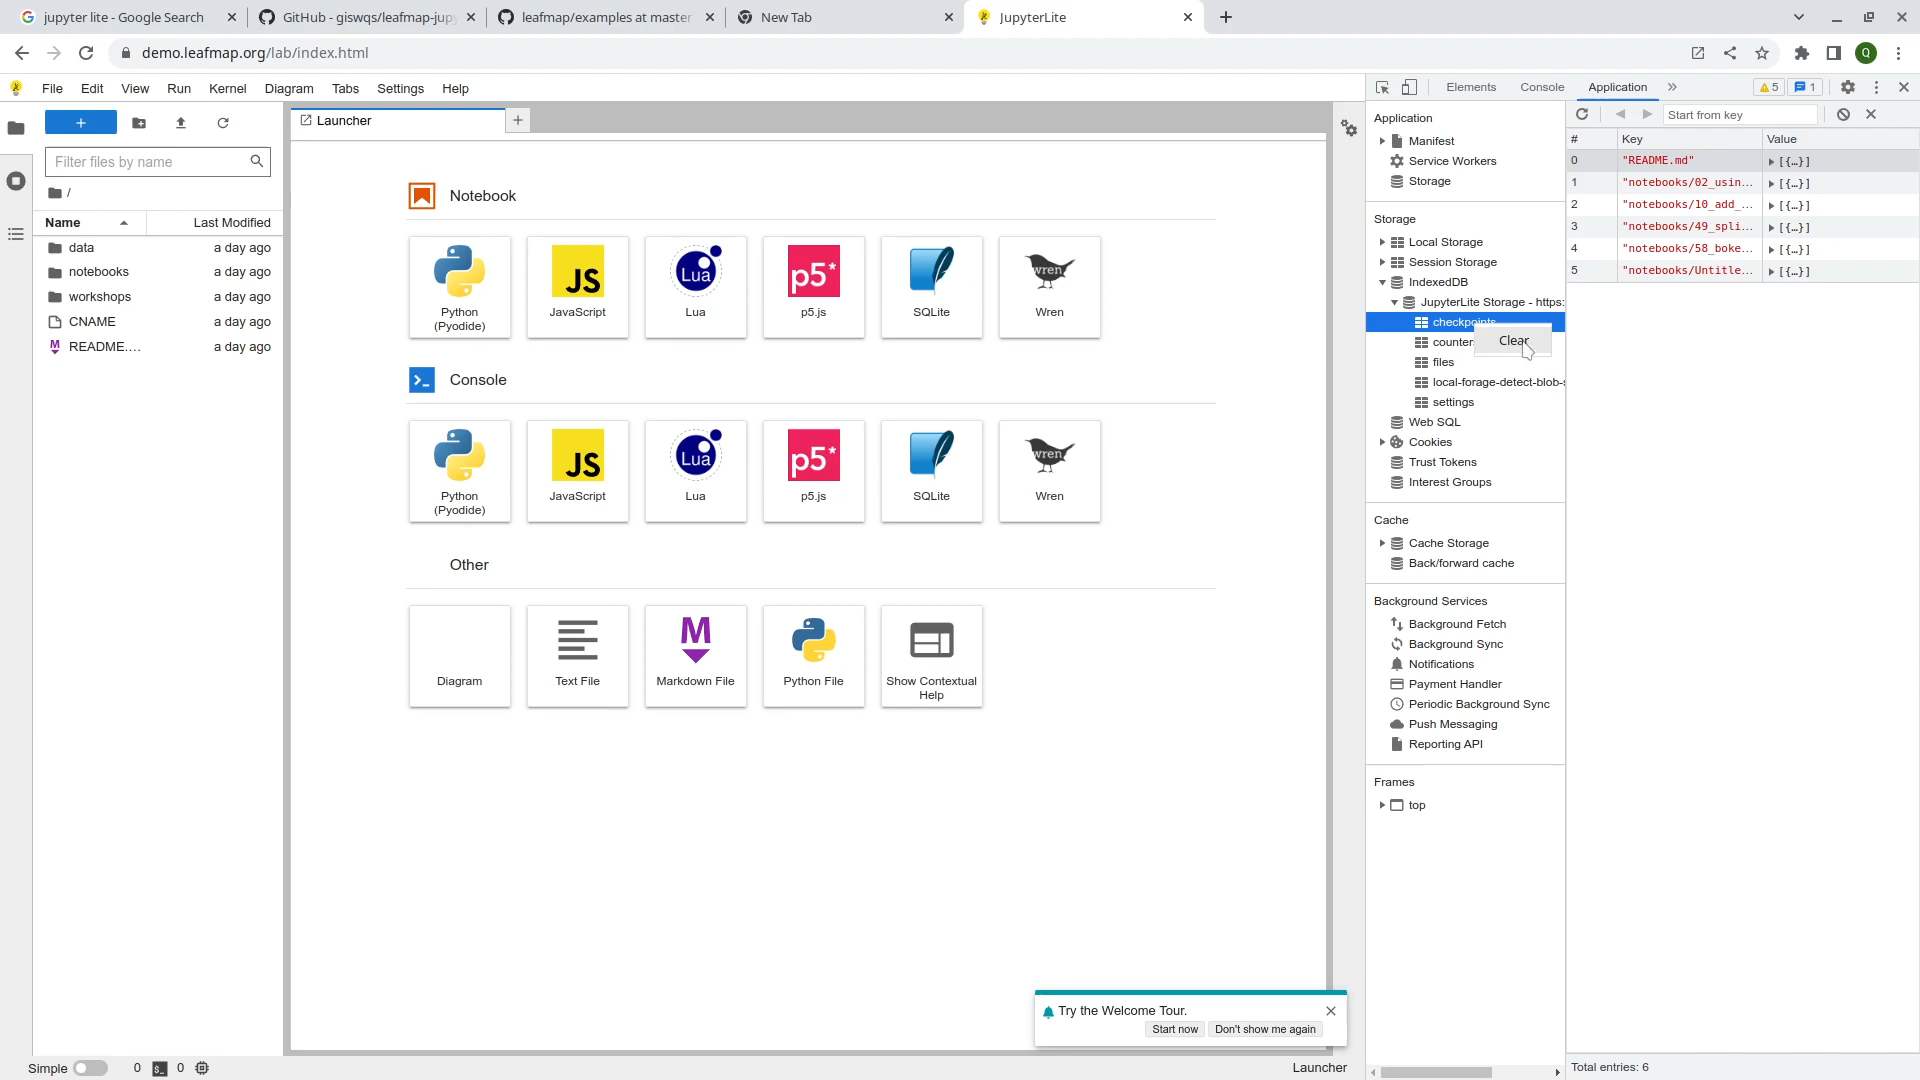 jupyter lite - Google Search
GitHub - giswqs/leafmap-jupy
leafmap/examples at master
New Tab
JupyterLite
demo.leafmap.org/lab/index.html
Q
File Edit View Run Kernel Diagram Tabs Settings Help
Elements Console Application 5 1
+
Filter files by name
/
Name Last Modified
data a day ago
notebooks a day ago
workshops a day ago
CNAME a day ago
M README.... a day ago
Launcher
Notebook
Python (Pyodide)
JS JavaScript
Lua Lua
p5* p5.js
SQLite
wren Wren
Console
Python (Pyodide)
JS JavaScript
Lua Lua
p5* p5.js
SQLite
wren Wren
Other
Diagram
Text File
M Markdown File
Python File
Show Contextual Help
Try the Welcome Tour.
Start now Don't show me again
Application
Manifest
Service Workers
Storage
Storage
Local Storage
Session Storage
IndexedDB
JupyterLite Storage - https:
checkpoints
counters
Clear
files
local-forage-detect-blob-s
settings
Web SQL
Cookies
Trust Tokens
Interest Groups
Cache
Cache Storage
Back/forward cache
Background Services
Background Fetch
Background Sync
Notifications
Payment Handler
Periodic Background Sync
Push Messaging
Reporting API
Frames
top
Start from key
# Key Value
0 "README.md" [{…}]
1 "notebooks/02_usin... [{…}]
2 "notebooks/10_add_... [{…}]
3 "notebooks/49_spli... [{…}]
4 "notebooks/58_boke... [{…}]
5 "notebooks/Untitle... [{…}]
Total entries: 6
Simple 0 $_ 0 Launcher